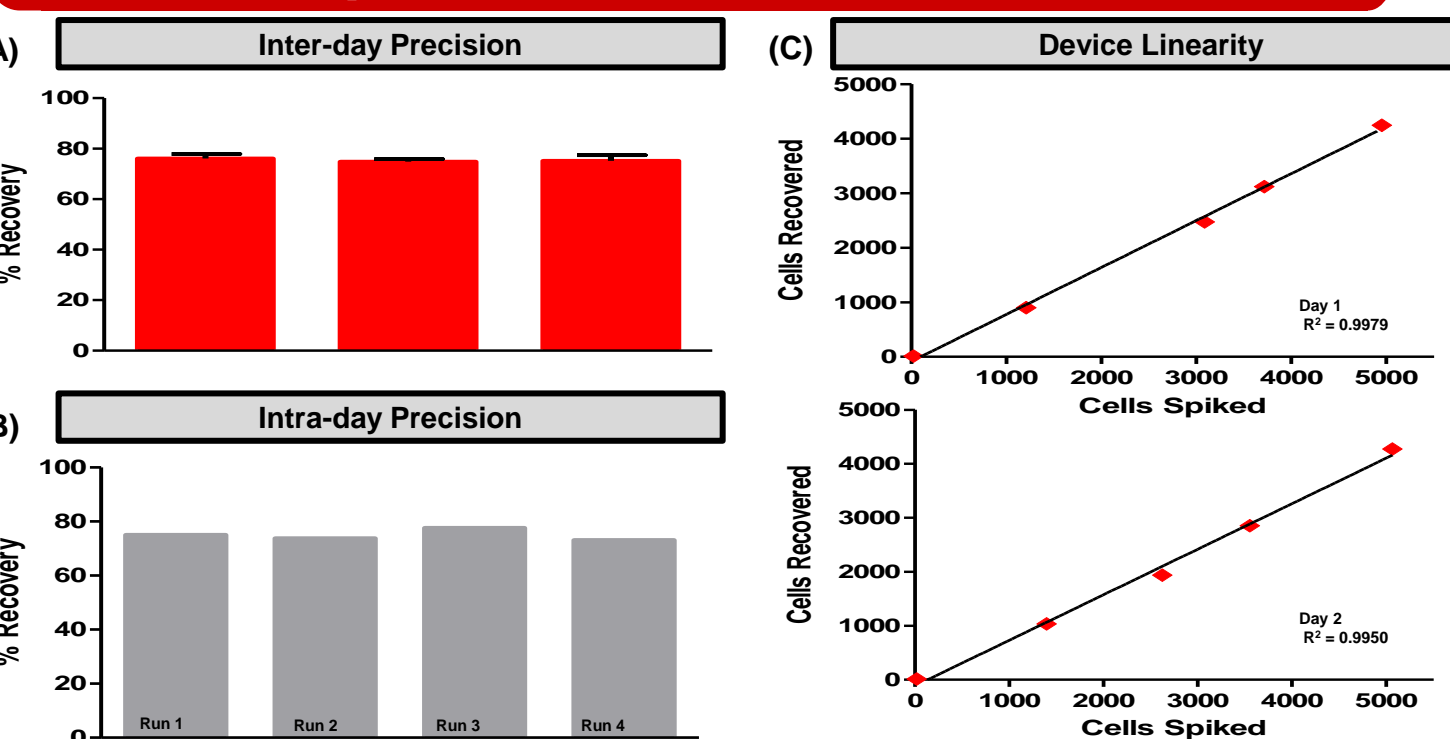 A)
Inter-day Precision
100
80
60
40
20
0
% Recovery
B)
Intra-day Precision
100
80
60
40
20
0
% Recovery
Run 1
Run 2
Run 3
Run 4
(C)
Device Linearity
5000
4000
3000
2000
1000
0
Cells Recovered
Day 1
R² = 0.9979
0 1000 2000 3000 4000 5000
Cells Spiked
5000
4000
3000
2000
1000
0
Cells Recovered
Day 2
R² = 0.9950
0 1000 2000 3000 4000 5000
Cells Spiked